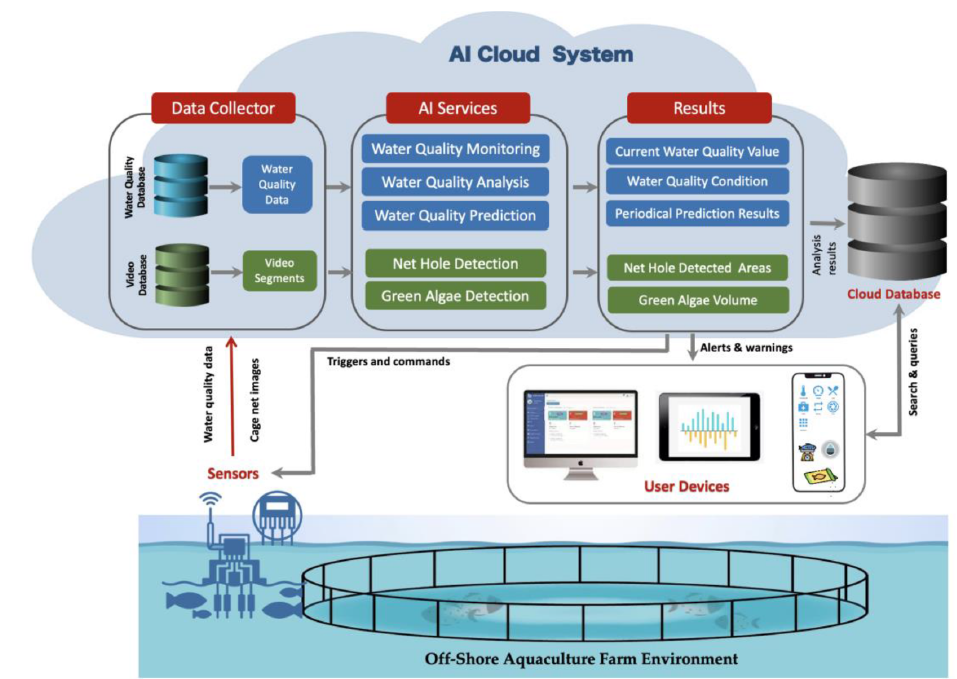 AI Cloud System
Data Collector
AI Services
Results
Water Quality
Database
Water
Quality
Data
Video
Database
Video
Segments
Water Quality Monitoring
Water Quality Analysis
Water Quality Prediction
Net Hole Detection
Green Algae Detection
Current Water Quality Value
Water Quality Condition
Periodical Prediction Results
Net Hole Detected Areas
Green Algae Volume
Analysis
results
Cloud Database
Water quality data
Cage net images
Triggers and commands
Alerts & warnings
Search & queries
Sensors
User Devices
Off-Shore Aquaculture Farm Environment